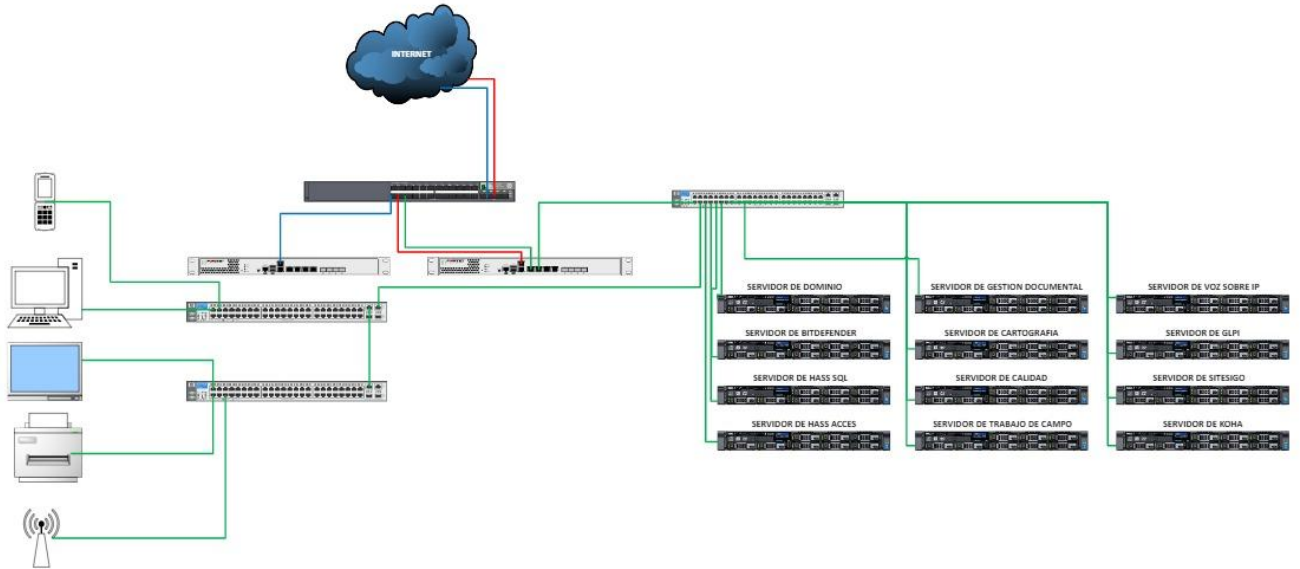 INTERNET
SERVIDOR DE DOMINIO
SERVIDOR DE GESTION DOCUMENTAL
SERVIDOR DE VOZ SOBRE IP
SERVIDOR DE BITDEFENDER
SERVIDOR DE CARTOGRAFIA
SERVIDOR DE GLPI
SERVIDOR DE HASS SQL
SERVIDOR DE CALIDAD
SERVIDOR DE SITESIGO
SERVIDOR DE HASS ACCES
SERVIDOR DE TRABAJO DE CAMPO
SERVIDOR DE KOHA